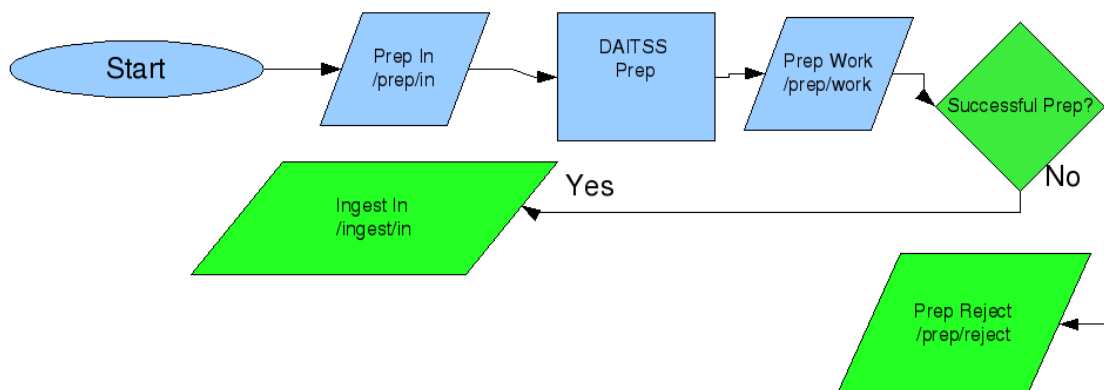 Start
Prep In
/prep/in
DAITSS
Prep
Prep Work
/prep/work
Successful Prep?
Yes
No
Ingest In
/ingest/in
Prep Reject
/prep/reject